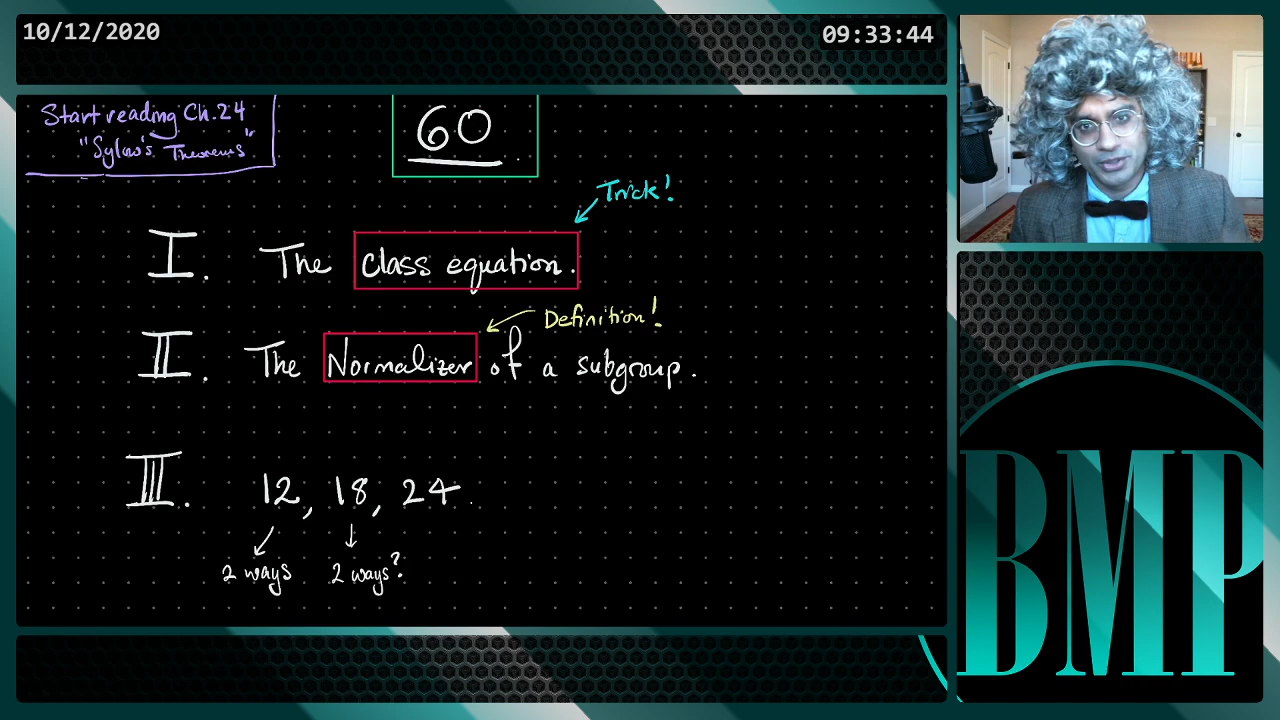 10/12/2020
09:33:44
Start reading Ch.24
"Sylow's Theorems"
60
Trick!
I. The class equation.
Definition!
II. The Normalizer of a subgroup.
III. 12, 18, 24.
2 ways 2 ways?
BMP